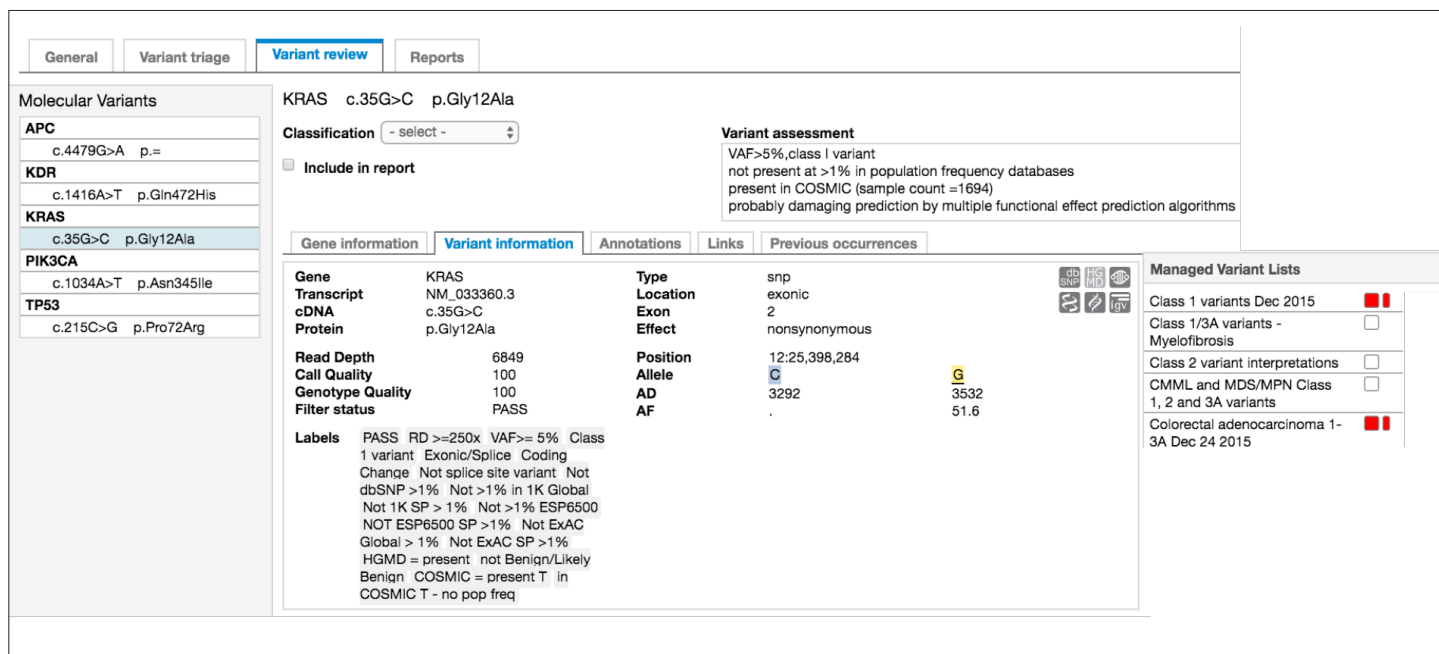 General Variant triage Variant review Reports
Molecular Variants
APC
c.4479G>A p.=
KDR
c.1416A>T p.Gln472His
KRAS
c.35G>C p.Gly12Ala
PIK3CA
c.1034A>T p.Asn345Ile
TP53
c.215C>G p.Pro72Arg
KRAS c.35G>C p.Gly12Ala
Classification - select -
Include in report
Variant assessment
VAF>5%,class I variant
not present at >1% in population frequency databases
present in COSMIC (sample count =1694)
probably damaging prediction by multiple functional effect prediction algorithms
Gene information Variant information Annotations Links Previous occurrences
Gene KRAS Type snp
Transcript NM_033360.3 Location exonic
cDNA c.35G>C Exon 2
Protein p.Gly12Ala Effect nonsynonymous
db SNP HG MD
igv
Read Depth 6849 Position 12:25,398,284
Call Quality 100 Allele C G
Genotype Quality 100 AD 3292 3532
Filter status PASS AF . 51.6
Labels PASS RD >=250x VAF>= 5% Class
1 variant Exonic/Splice Coding
Change Not splice site variant Not
dbSNP >1% Not >1% in 1K Global
Not 1K SP > 1% Not >1% ESP6500
NOT ESP6500 SP >1% Not ExAC
Global > 1% Not ExAC SP >1%
HGMD = present not Benign/Likely
Benign COSMIC = present T in
COSMIC T - no pop freq
Managed Variant Lists
Class 1 variants Dec 2015
Class 1/3A variants -
Myelofibrosis
Class 2 variant interpretations
CMML and MDS/MPN Class
1, 2 and 3A variants
Colorectal adenocarcinoma 1-
3A Dec 24 2015